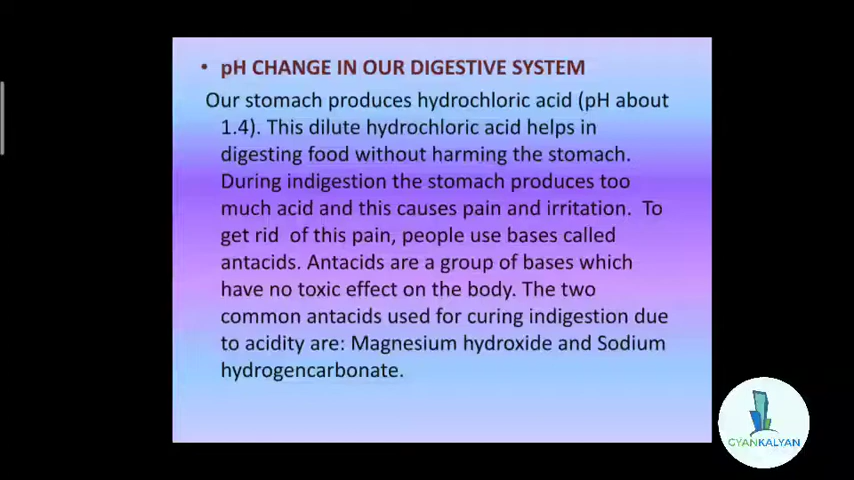 • pH CHANGE IN OUR DIGESTIVE SYSTEM
Our stomach produces hydrochloric acid (pH about
1.4). This dilute hydrochloric acid helps in
digesting food without harming the stomach.
During indigestion the stomach produces too
much acid and this causes pain and irritation. To
get rid of this pain, people use bases called
antacids. Antacids are a group of bases which
have no toxic effect on the body. The two
common antacids used for curing indigestion due
to acidity are: Magnesium hydroxide and Sodium
hydrogencarbonate.
GYANKALYAN